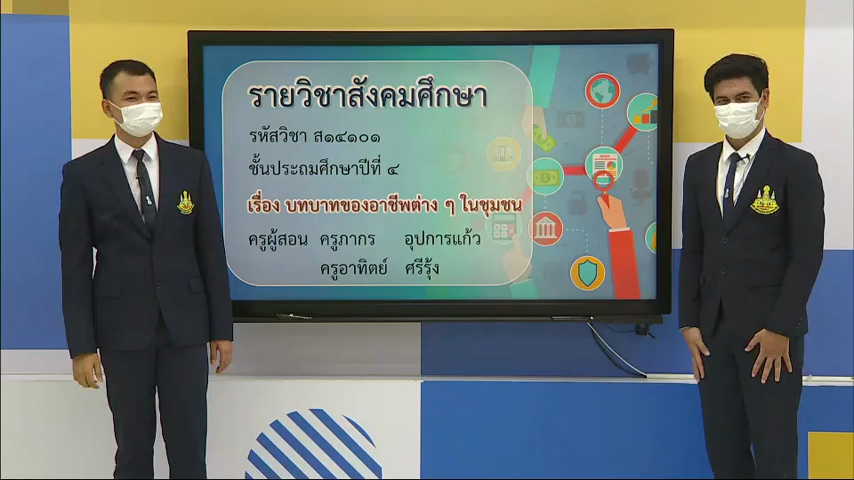 รายวิชาสังคมศึกษา
รหัสวิชา ส๑๔๑๐๑
ชั้นประถมศึกษาปีที่ ๔
เรื่อง บทบาทของอาชีพต่าง ๆ ในชุมชน
ครูผู้สอน ครูภากร อุปการแก้ว
ครูอาทิตย์ ศรีรุ้ง